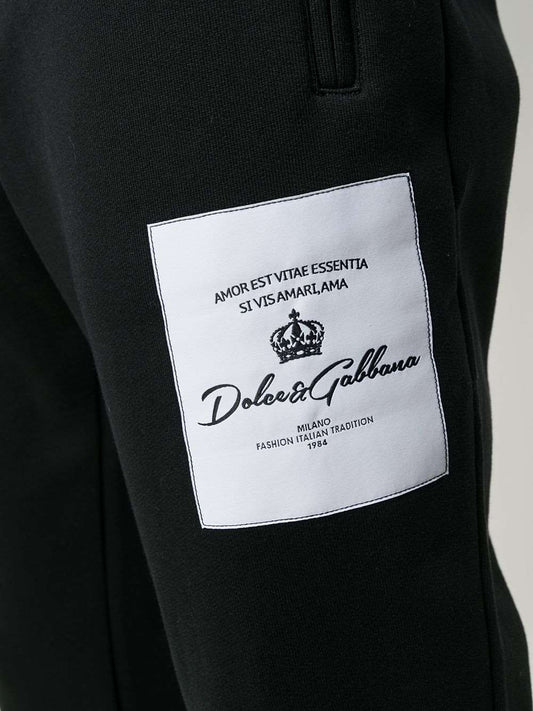 AMOR EST VITAE ESSENTIA
SI VIS AMARI,AMA
Dolce&Gabbana
MILANO
FASHION ITALIAN TRADITION
1984